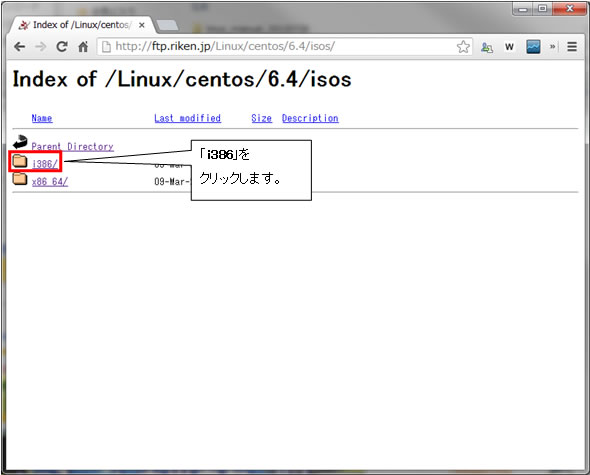 Index of /Linux/centos/
http://ftp.riken.jp/Linux/centos/6.4/isos/
W
»
Index of /Linux/centos/6.4/isos
Name Last modified Size Description
Parent Directory
i386/
x86_64/ 09-Mar-
「i386」を
クリックします。